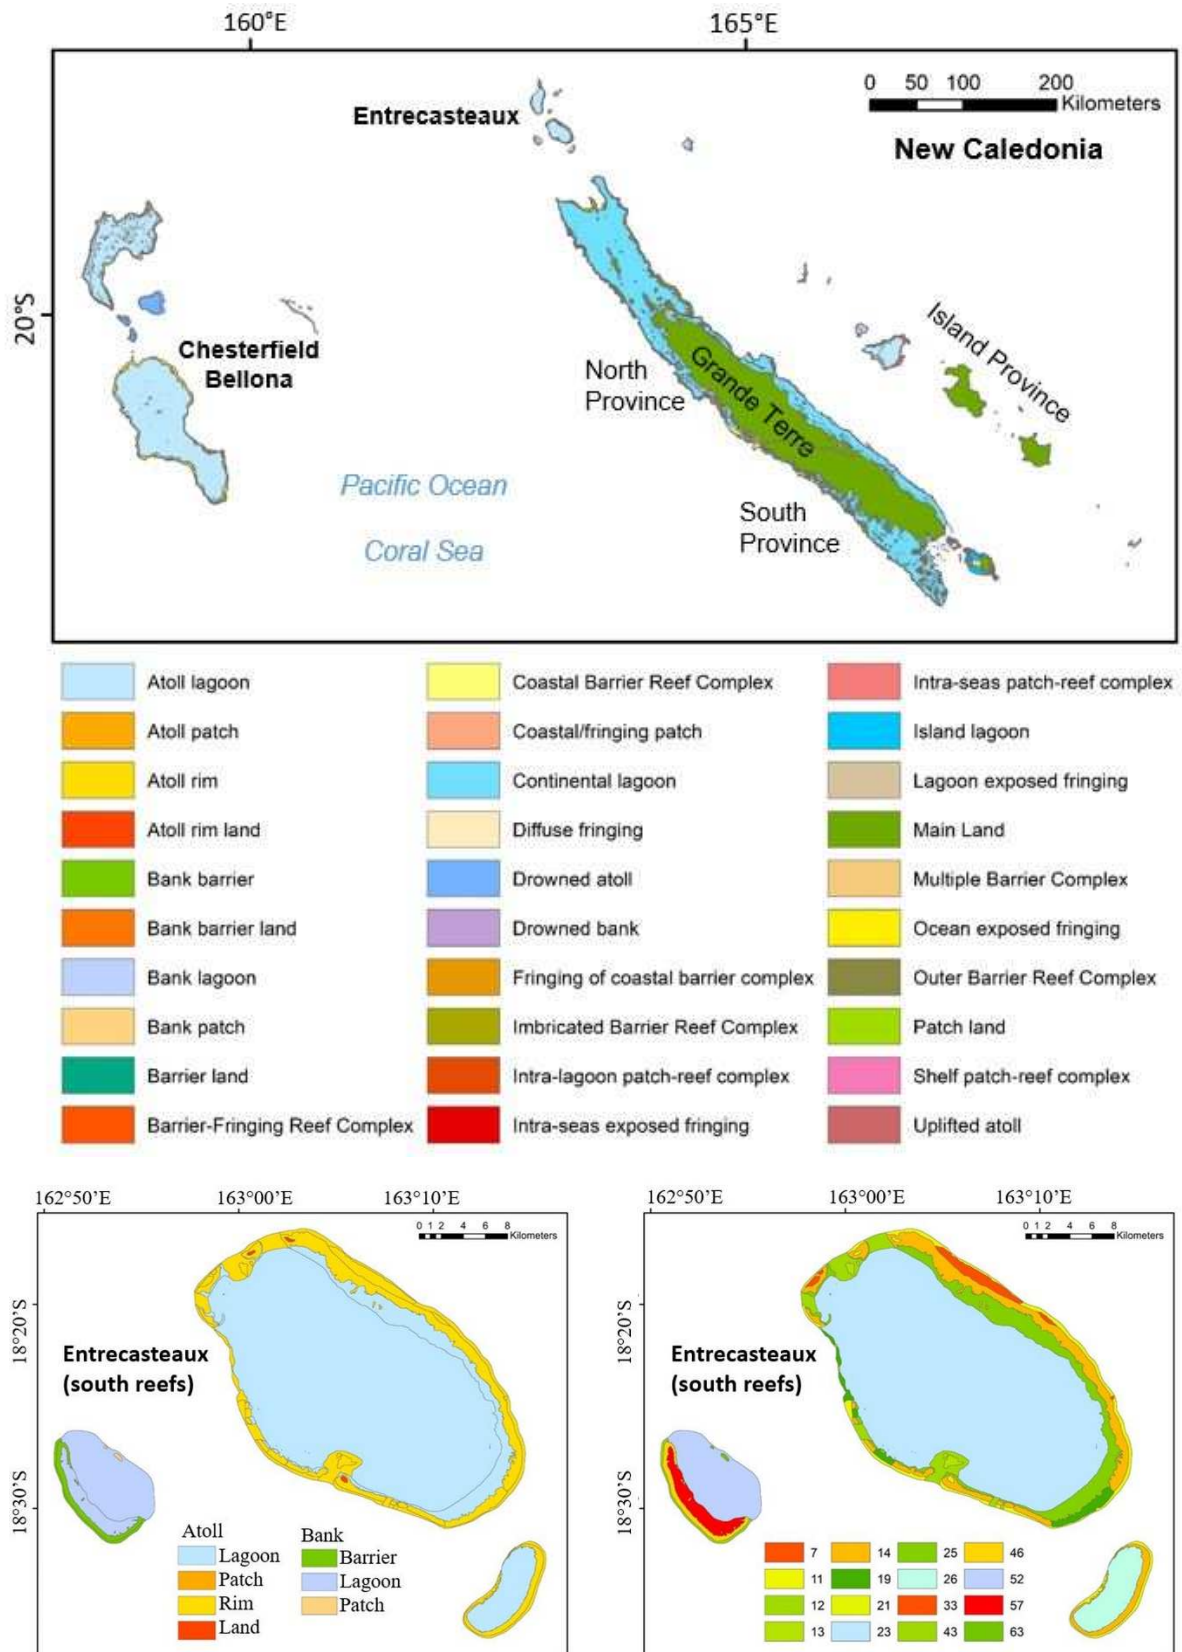 160°E 165°E
0 50 100 200
Kilometers
Entrecasteaux
New Caledonia
20°S
Chesterfield
Bellona
Island Province
North
Province
Grande Terre
Pacific Ocean
South
Province
Coral Sea
Atoll lagoon Coastal Barrier Reef Complex Intra-seas patch-reef complex
Atoll patch Coastal/fringing patch Island lagoon
Atoll rim Continental lagoon Lagoon exposed fringing
Atoll rim land Diffuse fringing Main Land
Bank barrier Drowned atoll Multiple Barrier Complex
Bank barrier land Drowned bank Ocean exposed fringing
Bank lagoon Fringing of coastal barrier complex Outer Barrier Reef Complex
Bank patch Imbricated Barrier Reef Complex Patch land
Barrier land Intra-lagoon patch-reef complex Shelf patch-reef complex
Barrier-Fringing Reef Complex Intra-seas exposed fringing Uplifted atoll
162°50'E 163°00'E 163°10'E
0 1 2 4 6 8
Kilometers
18°20'S
Entrecasteaux
(south reefs)
18°30'S
Atoll Bank
Lagoon Barrier
Patch Lagoon
Rim Patch
Land
162°50'E 163°00'E 163°10'E
0 1 2 4 6 8
Kilometers
18°20'S
Entrecasteaux
(south reefs)
18°30'S
7 14 25 46
11 19 26 52
12 21 33 57
13 23 43 63